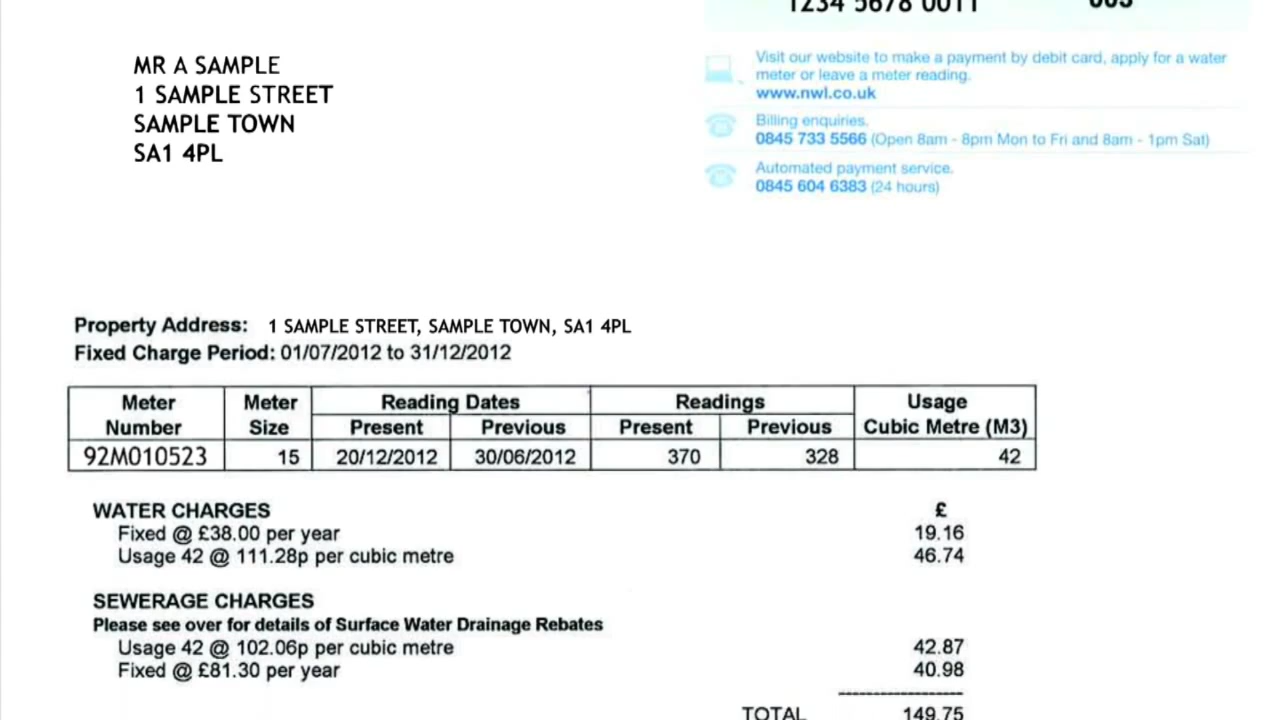 1234 5678 0011 003
MR A SAMPLE
1 SAMPLE STREET
SAMPLE TOWN
SA1 4PL
Visit our website to make a payment by debit card, apply for a water
meter or leave a meter reading.
www.nwl.co.uk
Billing enquiries.
0845 733 5566 (Open 8am - 8pm Mon to Fri and 8am - 1pm Sat)
Automated payment service.
0845 604 6383 (24 hours)
Property Address: 1 SAMPLE STREET, SAMPLE TOWN, SA1 4PL
Fixed Charge Period: 01/07/2012 to 31/12/2012
Meter Meter Reading Dates Readings Usage
Number Size Present Previous Present Previous Cubic Metre (M3)
92M010523 15 20/12/2012 30/06/2012 370 328 42
WATER CHARGES £
Fixed @ £38.00 per year 19.16
Usage 42 @ 111.28p per cubic metre 46.74
SEWERAGE CHARGES
Please see over for details of Surface Water Drainage Rebates
Usage 42 @ 102.06p per cubic metre 42.87
Fixed @ £81.30 per year 40.98
TOTAL 149.75